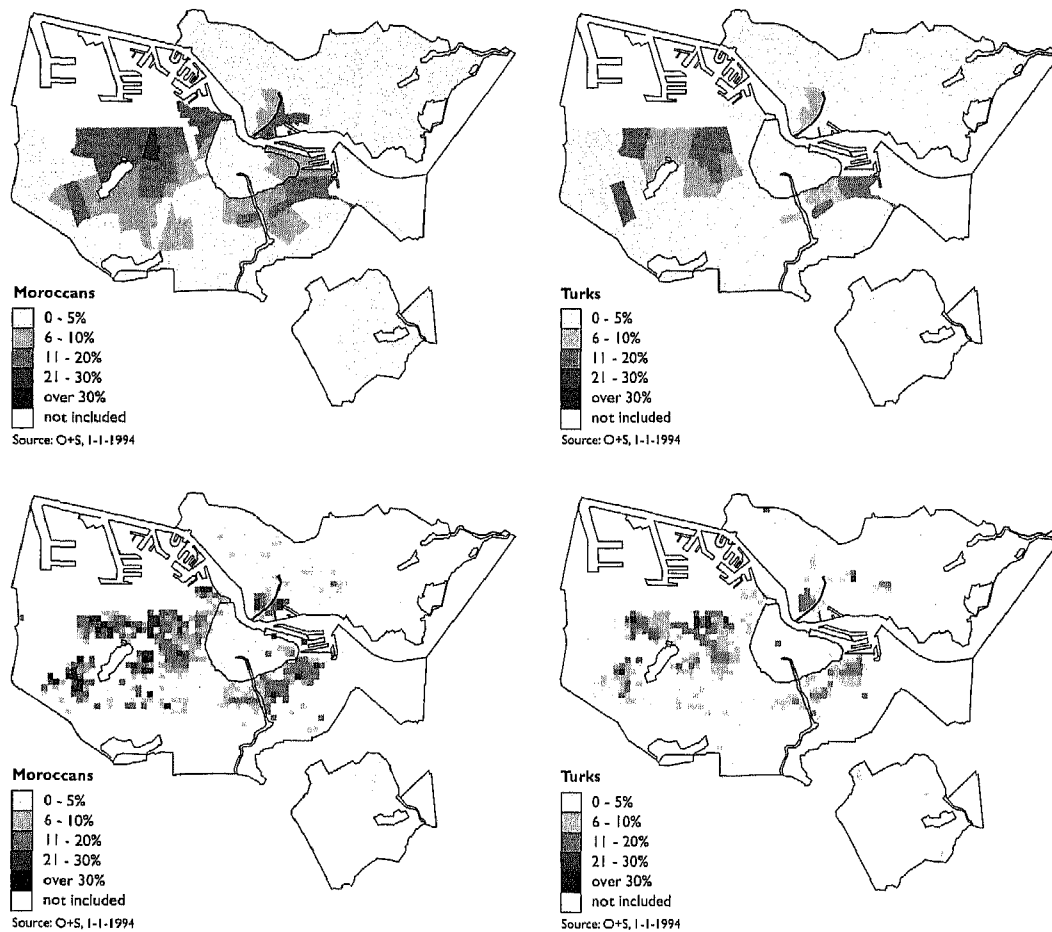 Moroccans
0 - 5%
6 - 10%
11 - 20%
21 - 30%
over 30%
not included
Source: O+S, 1-1-1994
Turks
0 - 5%
6 - 10%
11 - 20%
21 - 30%
over 30%
not included
Source: O+S, 1-1-1994
Moroccans
0 - 5%
6 - 10%
11 - 20%
21 - 30%
over 30%
not included
Source: O+S, 1-1-1994
Turks
0 - 5%
6 - 10%
11 - 20%
21 - 30%
over 30%
not included
Source: O+S, 1-1-1994